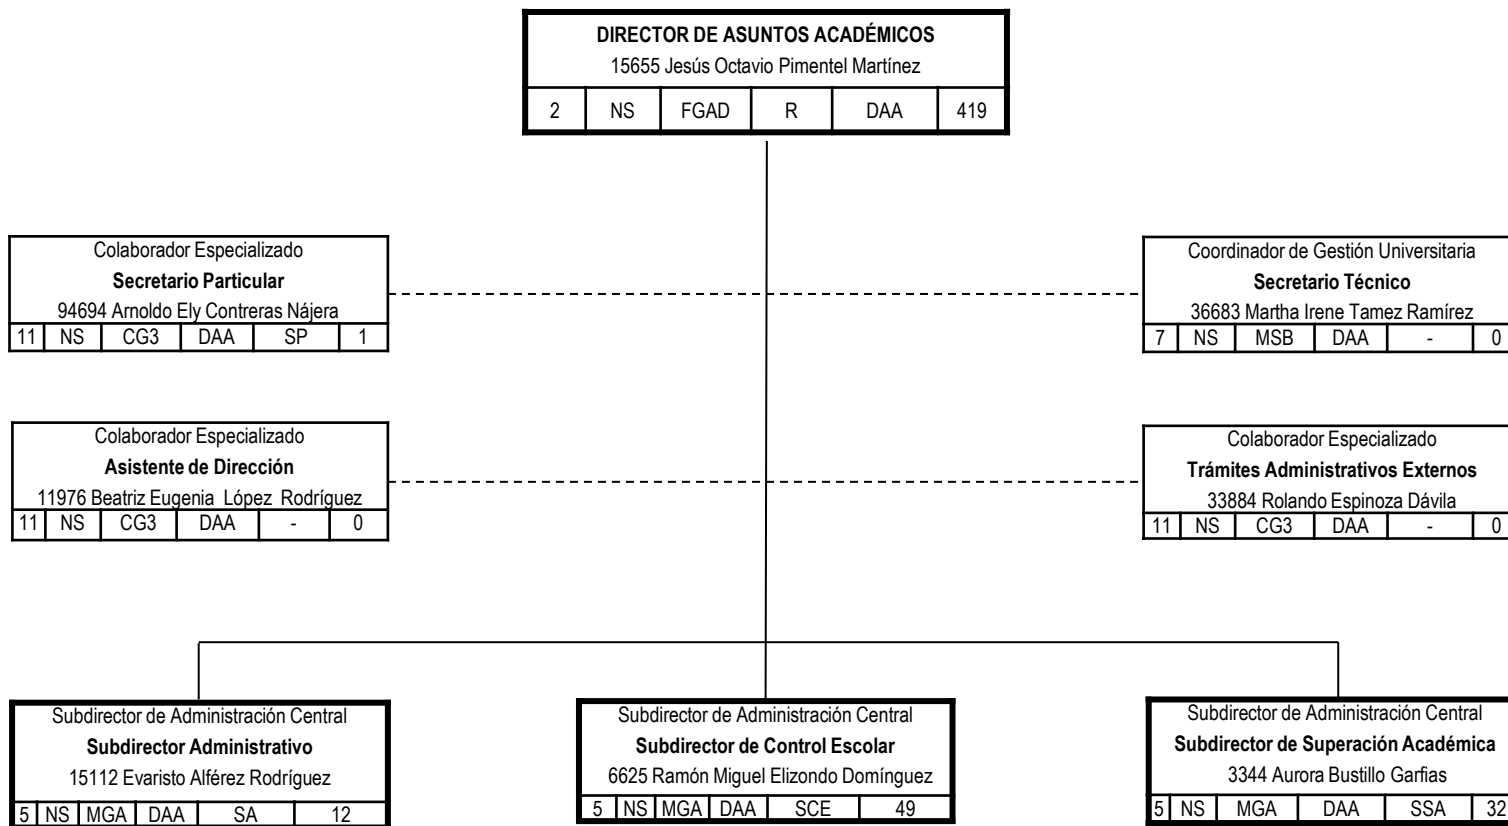 DIRECTOR DE ASUNTOS ACADÉMICOS
15655 Jesús Octavio Pimentel Martínez
2 NS FGAD R DAA 419
Colaborador Especializado
Secretario Particular
94694 Arnoldo Ely Contreras Nájera
11 NS CG3 DAA SP 1
Coordinador de Gestión Universitaria
Secretario Técnico
36683 Martha Irene Tamez Ramírez
7 NS MSB DAA - 0
Colaborador Especializado
Asistente de Dirección
11976 Beatriz Eugenia López Rodríguez
11 NS CG3 DAA - 0
Colaborador Especializado
Trámites Administrativos Externos
33884 Rolando Espinoza Dávila
11 NS CG3 DAA - 0
Subdirector de Administración Central
Subdirector Administrativo
15112 Evaristo Alférez Rodríguez
5 NS MGA DAA SA 12
Subdirector de Administración Central
Subdirector de Control Escolar
6625 Ramón Miguel Elizondo Domínguez
5 NS MGA DAA SCE 49
Subdirector de Administración Central
Subdirector de Superación Académica
3344 Aurora Bustillo Garfias
5 NS MGA DAA SSA 32